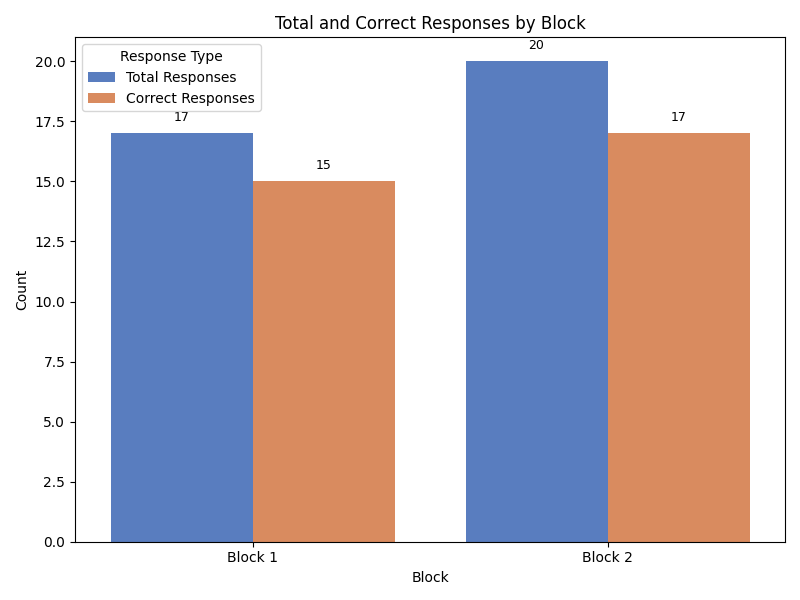 Total and Correct Responses by Block
Response Type
Total Responses
Correct Responses
17
15
20
17
Count
20.0
17.5
15.0
12.5
10.0
7.5
5.0
2.5
0.0
Block 1
Block 2
Block